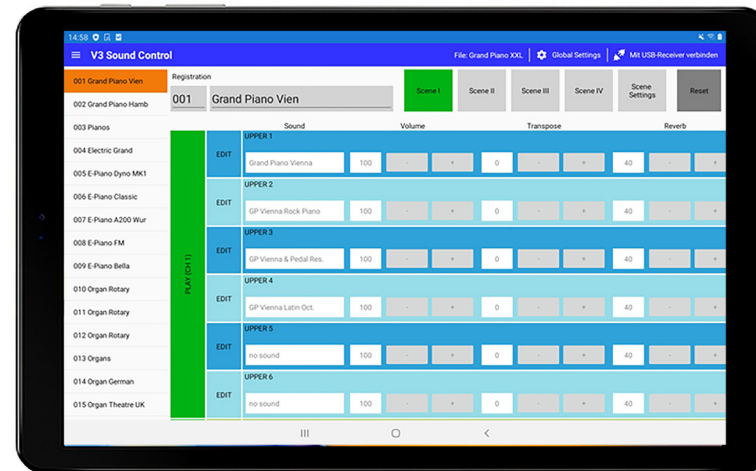 14:58
V3 Sound Control
File: Grand Piano XXL
Global Settings
Mit USB-Receiver verbinden
001 Grand Piano Vien
002 Grand Piano Hamb
003 Pianos
004 Electric Grand
005 E-Piano Dyno MK1
006 E-Piano Classic
007 E-Piano A200 Wur
008 E-Piano FM
009 E-Piano Bella
010 Organ Rotary
011 Organ Rotary
012 Organ Rotary
013 Organs
014 Organ German
015 Organ Theatre UK
Registration
001 Grand Piano Vien
Scene I
Scene II
Scene III
Scene IV
Scene
Settings
Reset
Sound Volume Transpose Reverb
PLAY (CH 1)
UPPER 1
EDIT Grand Piano Vienna 100 - + 0 - + 40 - +
UPPER 2
EDIT GP Vienna Rock Piano 100 - + 0 - + 40 - +
UPPER 3
EDIT GP Vienna & Pedal Res. 100 - + 0 - + 40 - +
UPPER 4
EDIT GP Vienna Latin Oct. 100 - + 0 - + 40 - +
UPPER 5
EDIT no sound 100 - + 0 - + 40 - +
UPPER 6
EDIT no sound 100 - + 0 - + 40 - +